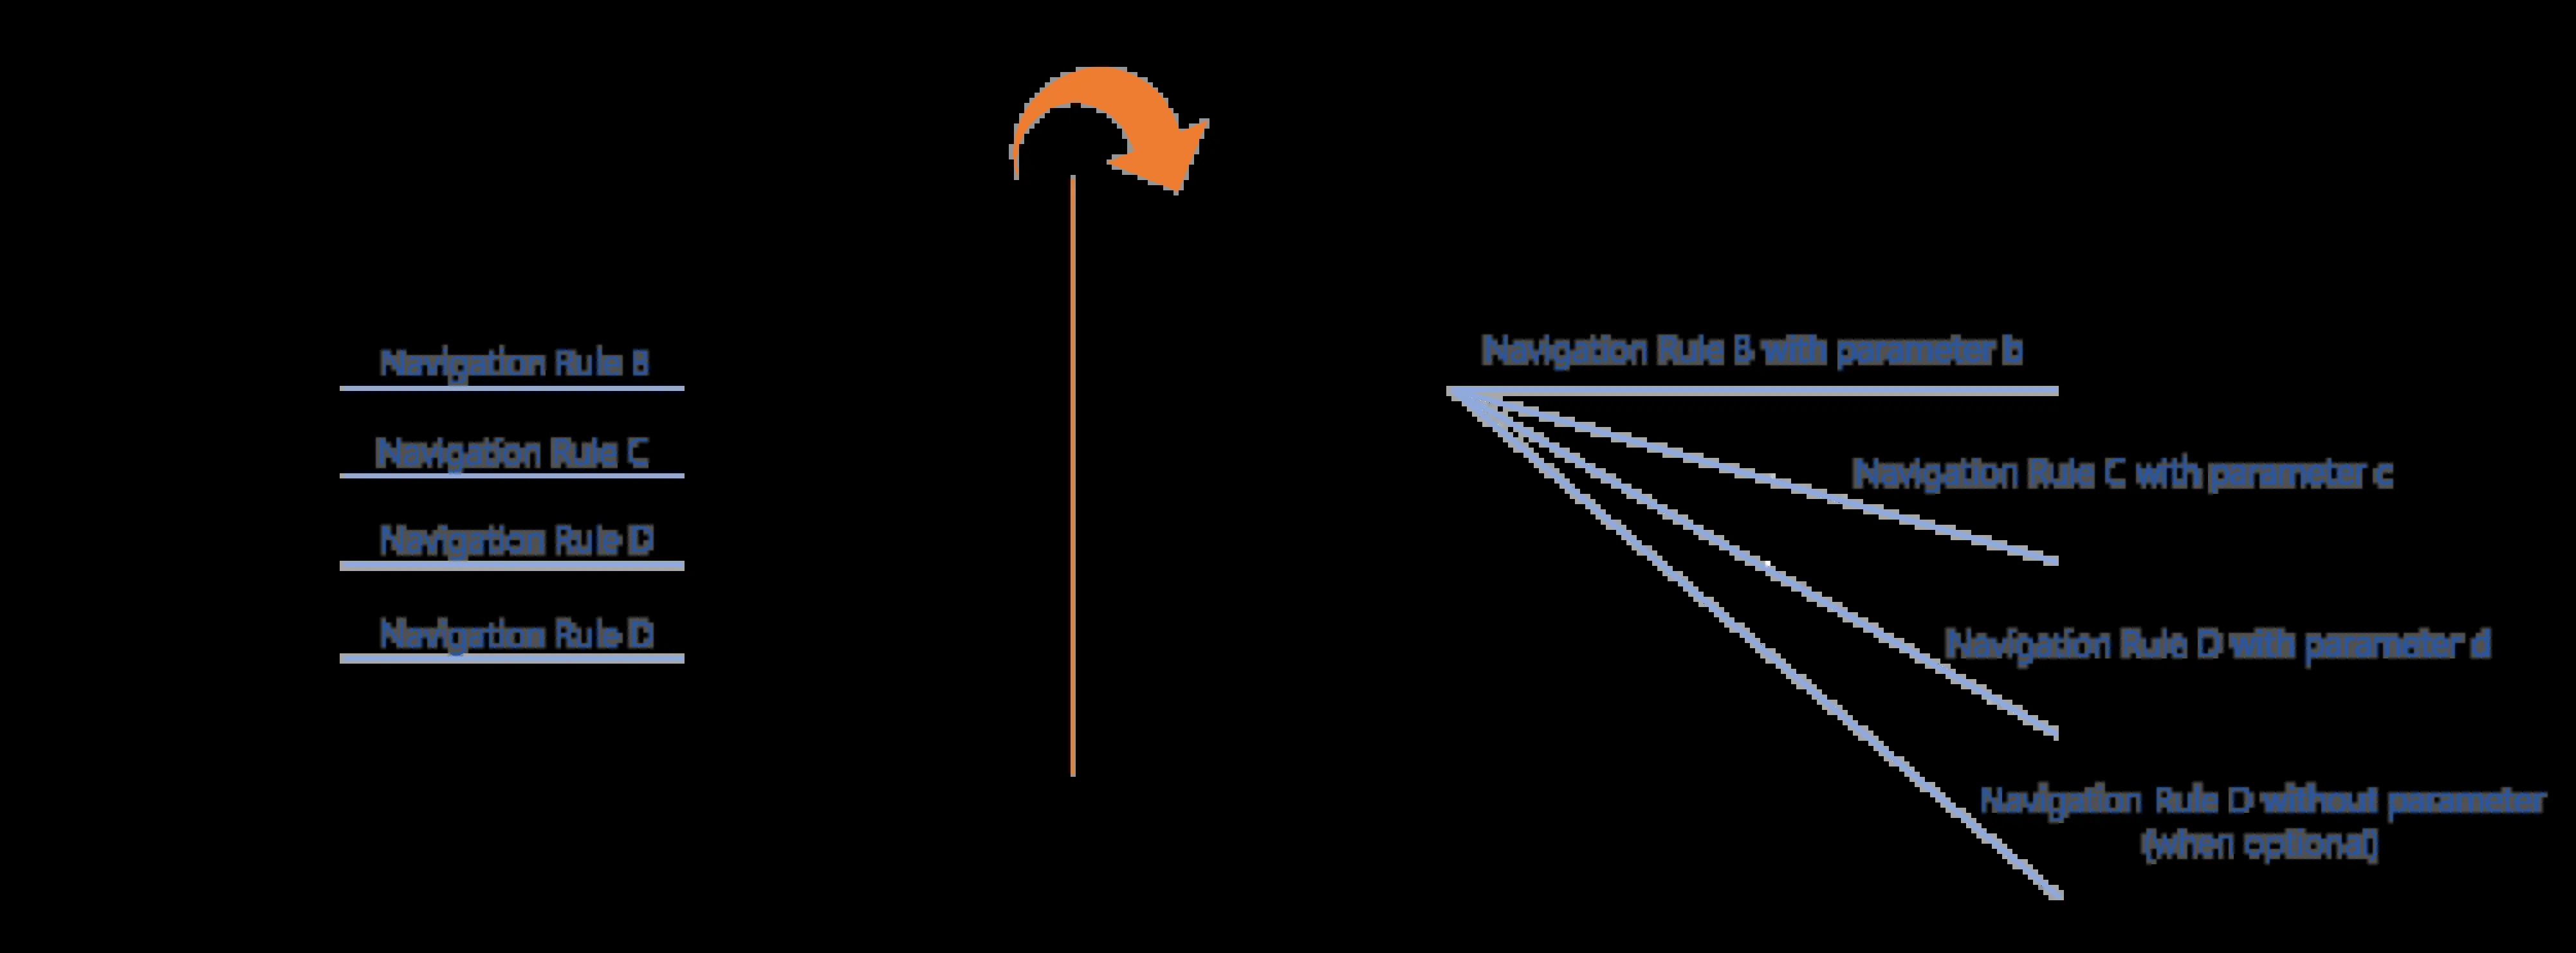 Navigation Rule B
Navigation Rule C
Navigation Rule D
Navigation Rule D
Navigation Rule B with parameter b
Navigation Rule C with parameter c
Navigation Rule D with parameter d
Navigation Rule D without parameter
(when optional)